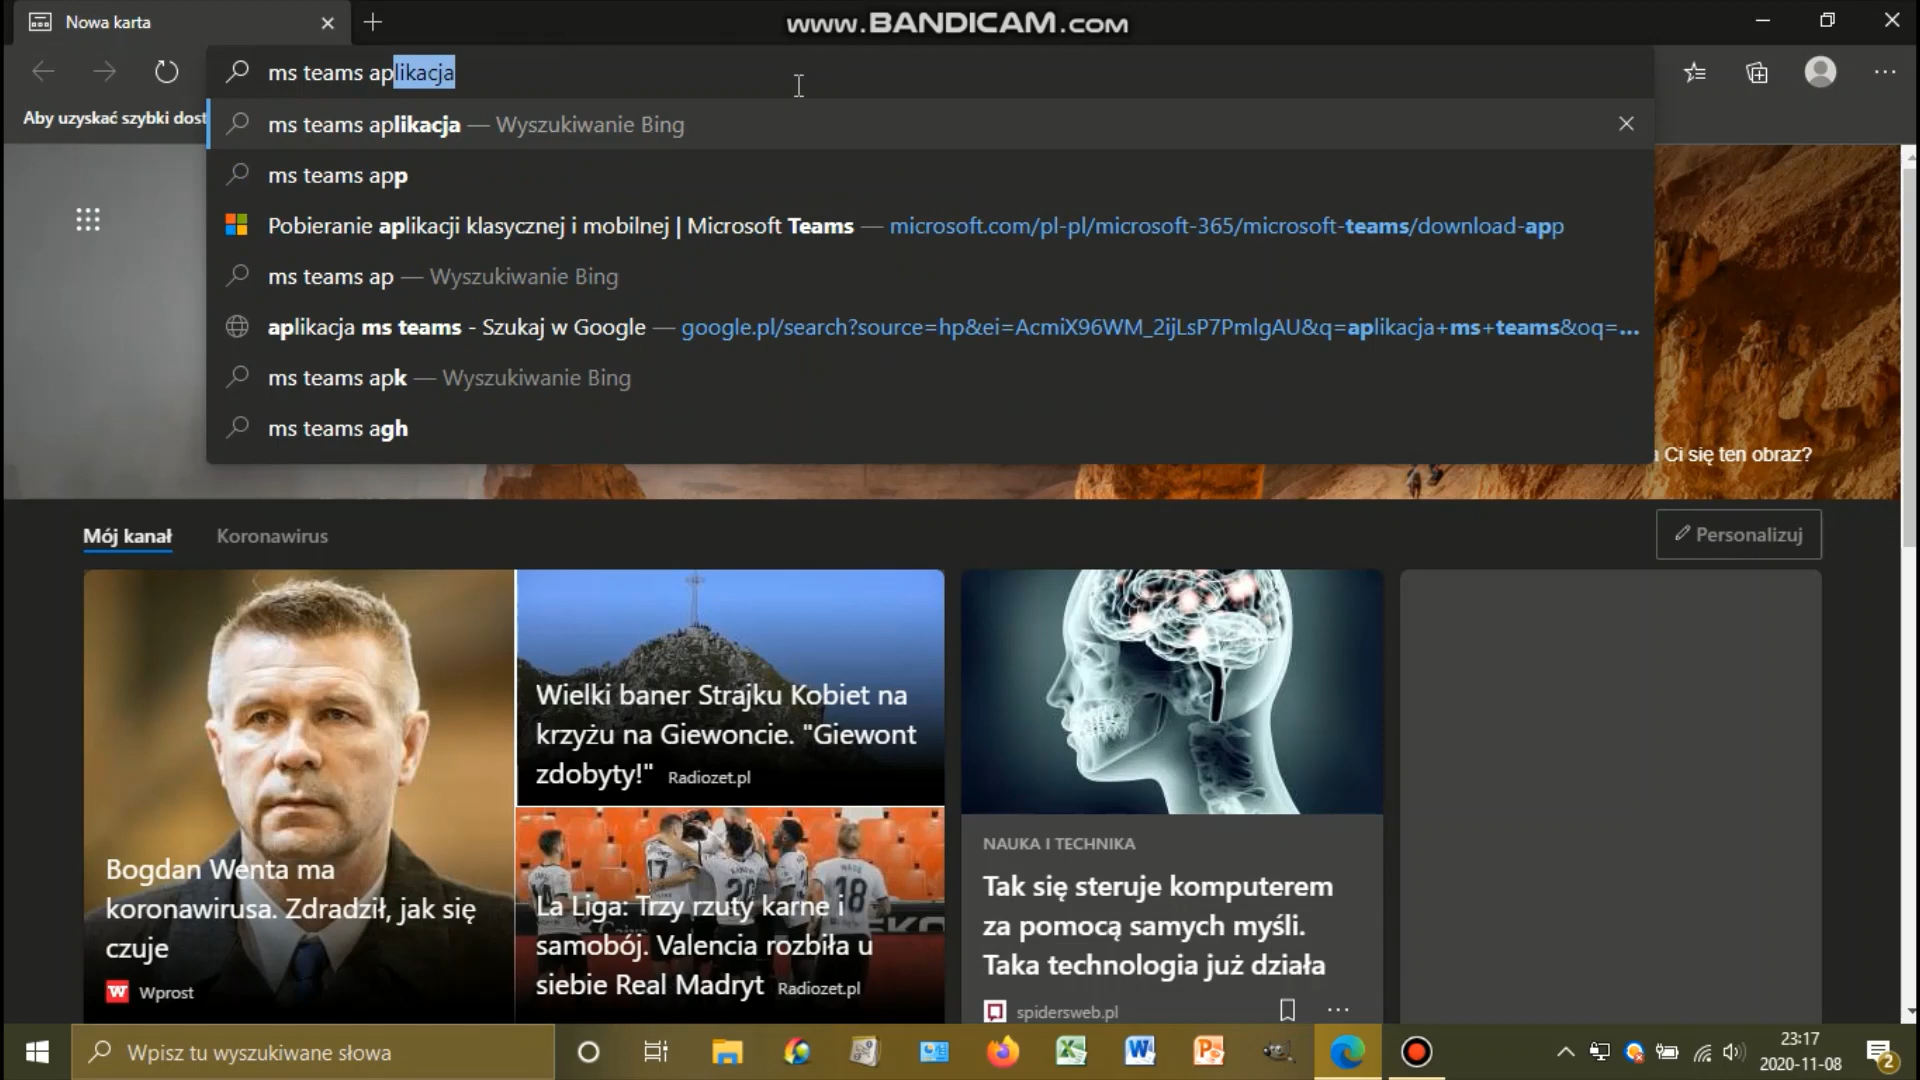 Nowa karta
www.BANDICAM.com
ms teams aplikacja
Aby uzyskać szybki dost
ms teams aplikacja — Wyszukiwanie Bing
ms teams app
Pobieranie aplikacji klasycznej i mobilnej | Microsoft Teams — microsoft.com/pl-pl/microsoft-365/microsoft-teams/download-app
ms teams ap — Wyszukiwanie Bing
aplikacja ms teams - Szukaj w Google — google.pl/search?source=hp&ei=AcmiX96WM_2ijLsP7PmlgAU&q=aplikacja+ms+teams&oq=...
ms teams apk — Wyszukiwanie Bing
ms teams agh
Ci się ten obraz?
Mój kanał
Koronawirus
Personalizuj
Bogdan Wenta ma
koronawirusa. Zdradził, jak się
czuje
Wprost
Wielki baner Strajku Kobiet na
krzyżu na Giewoncie. "Giewont
zdobyty!" Radiozet.pl
17
20
18
La Liga: Trzy rzuty karne i
samobój. Valencia rozbiła u
siebie Real Madryt Radiozet.pl
NAUKA I TECHNIKA
Tak się steruje komputerem
za pomocą samych myśli.
Taka technologia już działa
spidersweb.pl
Wpisz tu wyszukiwane słowa
23:17
2020-11-08
2